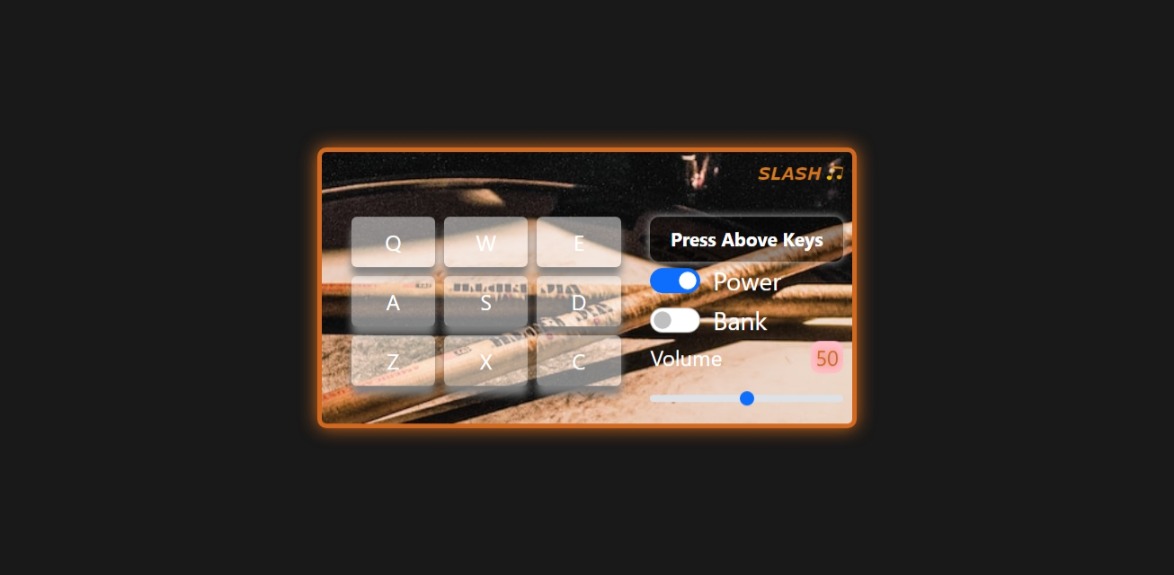 SLASH
Q W E
Press Above Keys
Power
A S D
Bank
Z X C
Volume 50